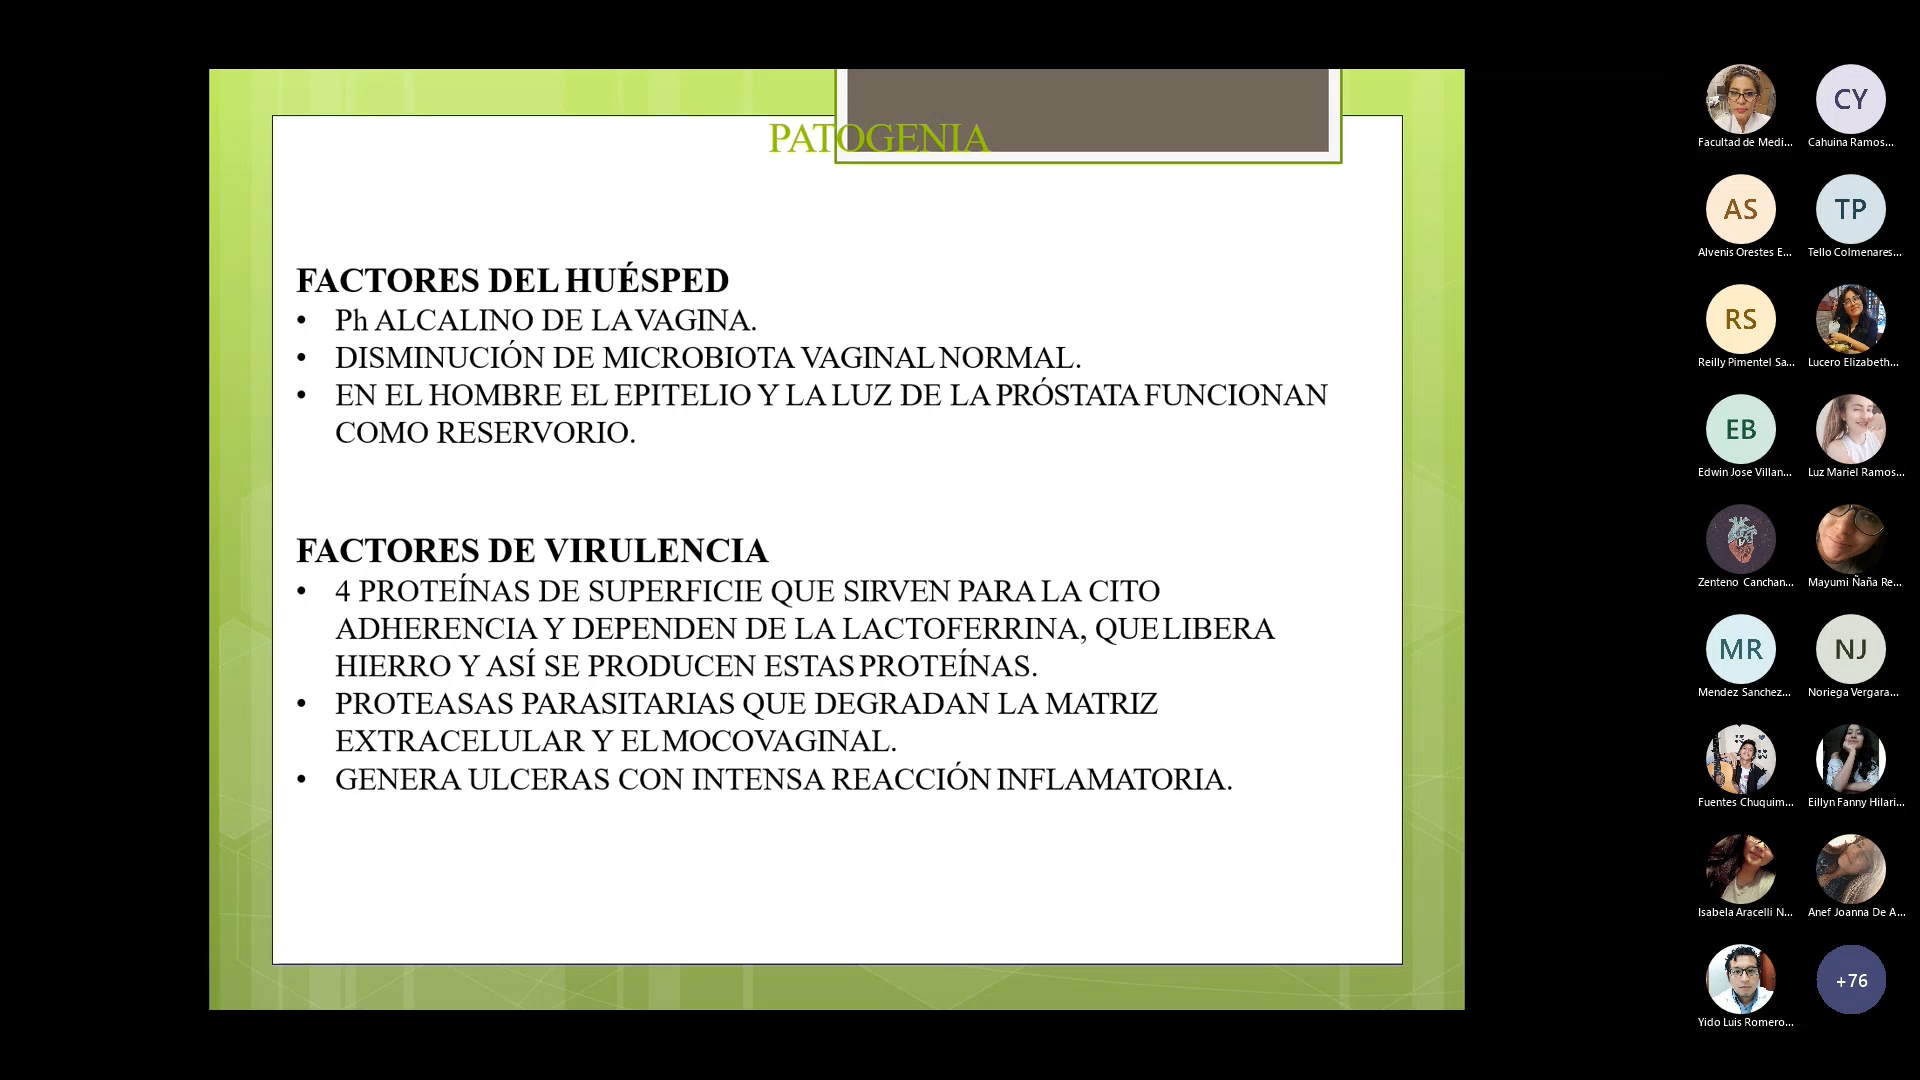 PATOGENIA
FACTORES DEL HUÉSPED
• Ph ALCALINO DE LA VAGINA.
• DISMINUCIÓN DE MICROBIOTA VAGINAL NORMAL.
• EN EL HOMBRE EL EPITELIO Y LA LUZ DE LA PRÓSTATA FUNCIONAN
COMO RESERVORIO.
FACTORES DE VIRULENCIA
• 4 PROTEÍNAS DE SUPERFICIE QUE SIRVEN PARA LA CITO
ADHERENCIA Y DEPENDEN DE LA LACTOFERRINA, QUE LIBERA
HIERRO Y ASÍ SE PRODUCEN ESTAS PROTEÍNAS.
• PROTEASAS PARASITARIAS QUE DEGRADAN LA MATRIZ
EXTRACELULAR Y EL MOCOVAGINAL.
• GENERA ULCERAS CON INTENSA REACCIÓN INFLAMATORIA.
CY
Facultad de Medi... Cahuina Ramos...
AS TP
Alvenis Orestes E... Tello Colmenares...
RS
Reilly Pimentel Sa... Lucero Elizabeth...
EB
Edwin Jose Villan... Luz Mariel Ramos...
Zenteno Canchan... Mayumi Ñaña Re...
MR NJ
Mendez Sanchez... Noriega Vergara...
Fuentes Chuquim... Eillyn Fanny Hilari...
Isabela Aracelli N... Anef Joanna De A...
+76
Yido Luis Romero...